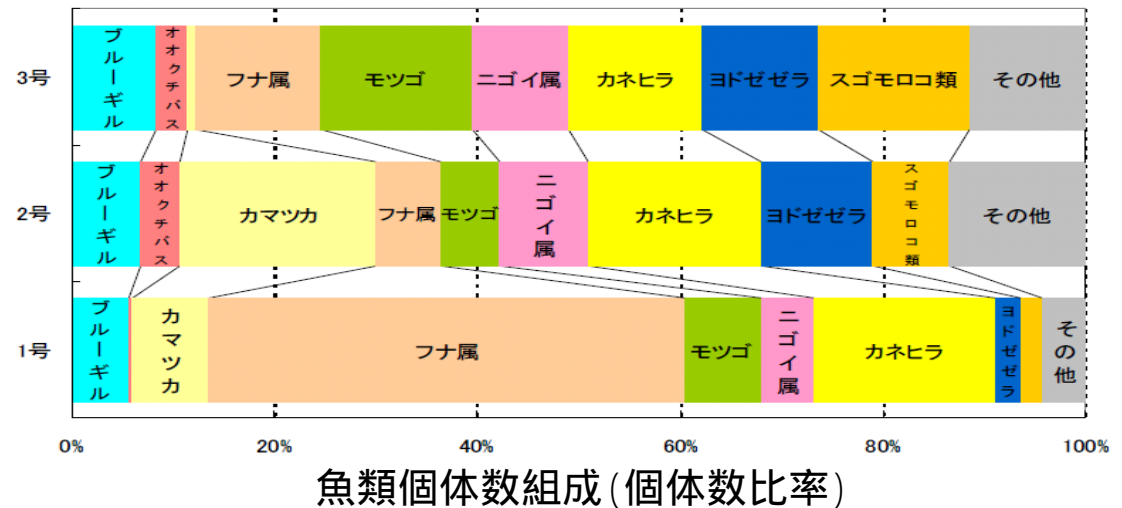 3号
ブルーギル
オオクチバス
フナ属
モツゴ
ニゴイ属
カネヒラ
ヨドゼゼラ
スゴモロコ類
その他
2号
ブルーギル
オオクチバス
カマツカ
フナ属
モツゴ
ニゴイ属
カネヒラ
ヨドゼゼラ
スゴモロコ類
その他
1号
ブルーギル
カマツカ
フナ属
モツゴ
ニゴイ属
カネヒラ
ヨドゼゼラ
その他
0%
20%
40%
60%
80%
100%
魚類個体数組成(個体数比率)